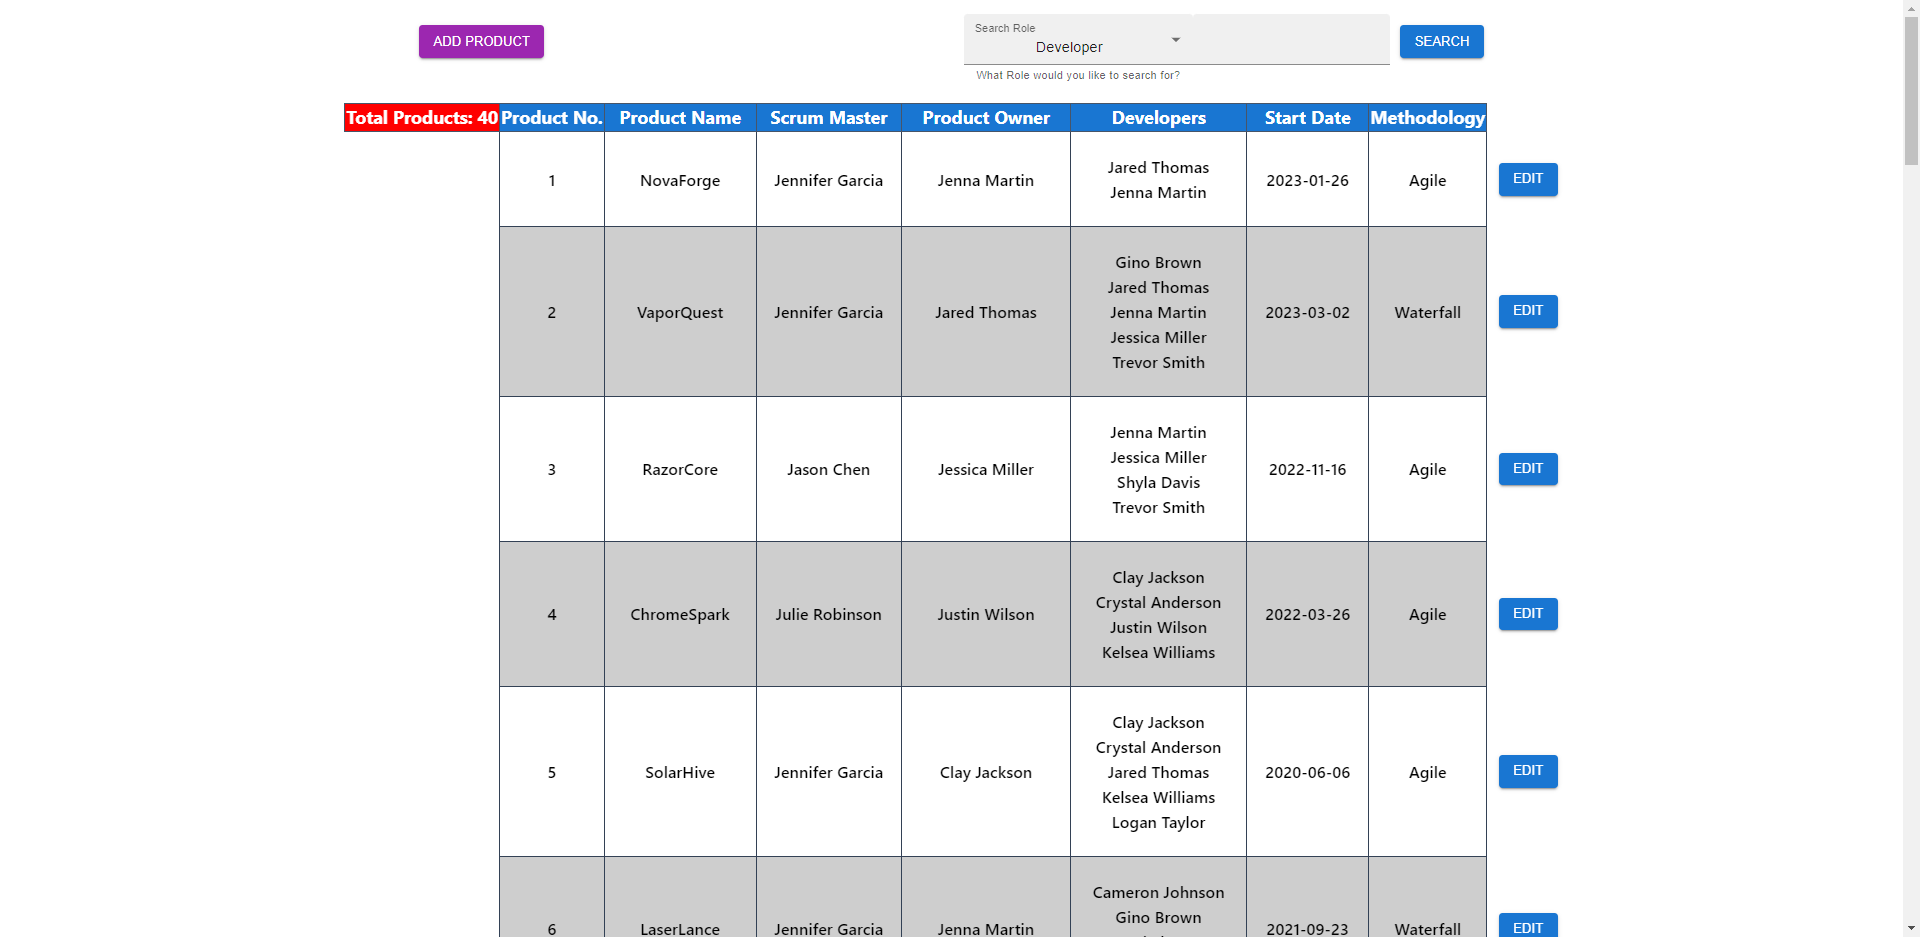 ADD PRODUCT
Search Role
Developer
SEARCH
What Role would you like to search for?
Total Products: 40 Product No. Product Name Scrum Master Product Owner Developers Start Date Methodology
1 NovaForge Jennifer Garcia Jenna Martin Jared Thomas 2023-01-26 Agile EDIT
Jenna Martin
Gino Brown
Jared Thomas
2 VaporQuest Jennifer Garcia Jared Thomas Jenna Martin 2023-03-02 Waterfall EDIT
Jessica Miller
Trevor Smith
Jenna Martin
Jessica Miller
3 RazorCore Jason Chen Jessica Miller Shyla Davis 2022-11-16 Agile EDIT
Trevor Smith
Clay Jackson
Crystal Anderson
4 ChromeSpark Julie Robinson Justin Wilson Justin Wilson 2022-03-26 Agile EDIT
Kelsea Williams
Clay Jackson
Crystal Anderson
5 SolarHive Jennifer Garcia Clay Jackson Jared Thomas 2020-06-06 Agile EDIT
Kelsea Williams
Logan Taylor
Cameron Johnson
Gino Brown
6 LaserLance Jennifer Garcia Jenna Martin 2021-09-23 Waterfall EDIT